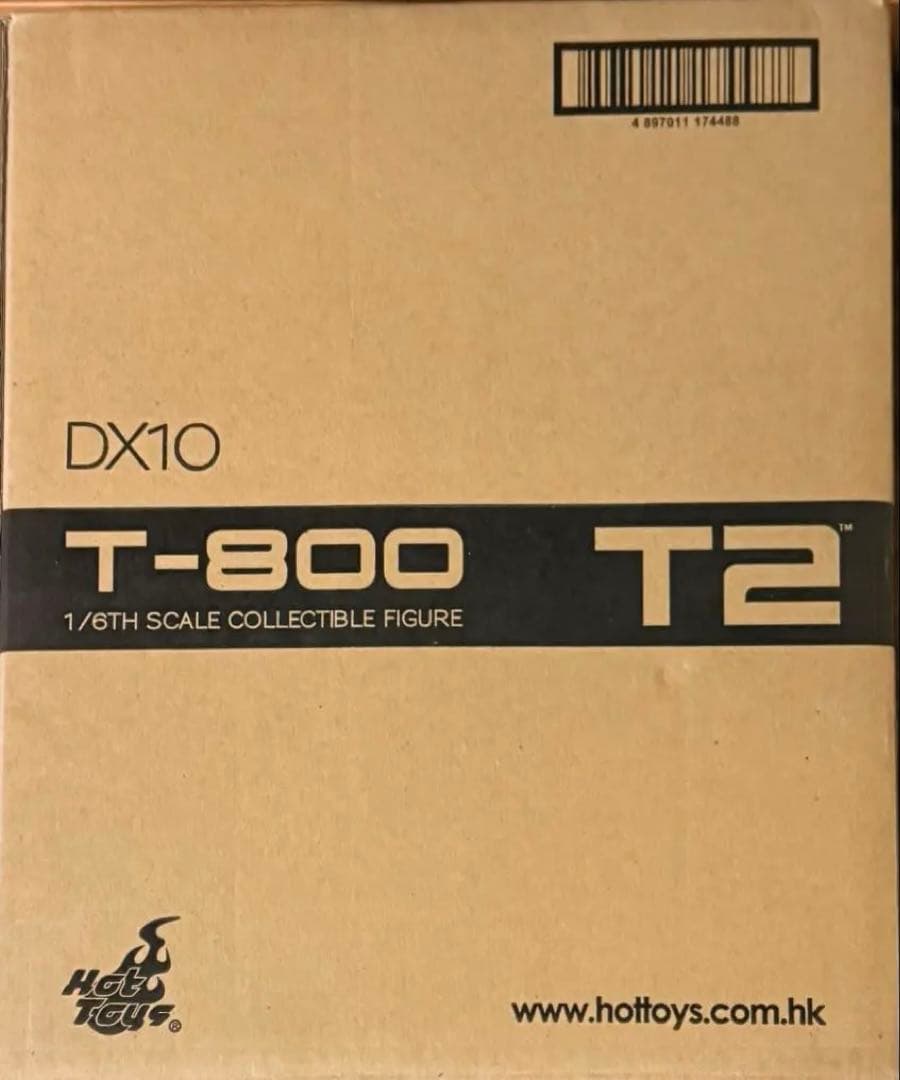 4 897011 174488
DX10
T-800
1/6TH SCALE COLLECTIBLE FIGURE
T2™
Hot
Toys®
www.hottoys.com.hk